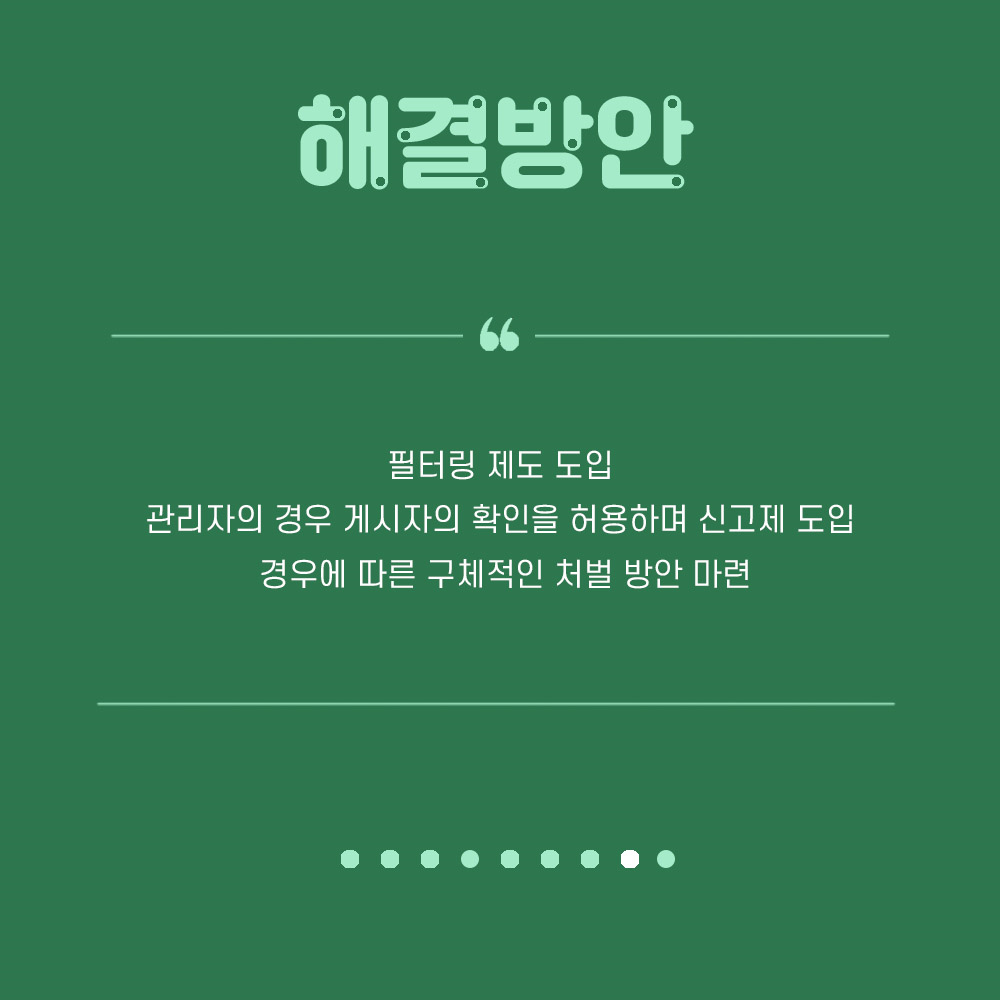 해결방안
❝
필터링 제도 도입
관리자의 경우 게시자의 확인을 허용하며 신고제 도입
경우에 따른 구체적인 처벌 방안 마련